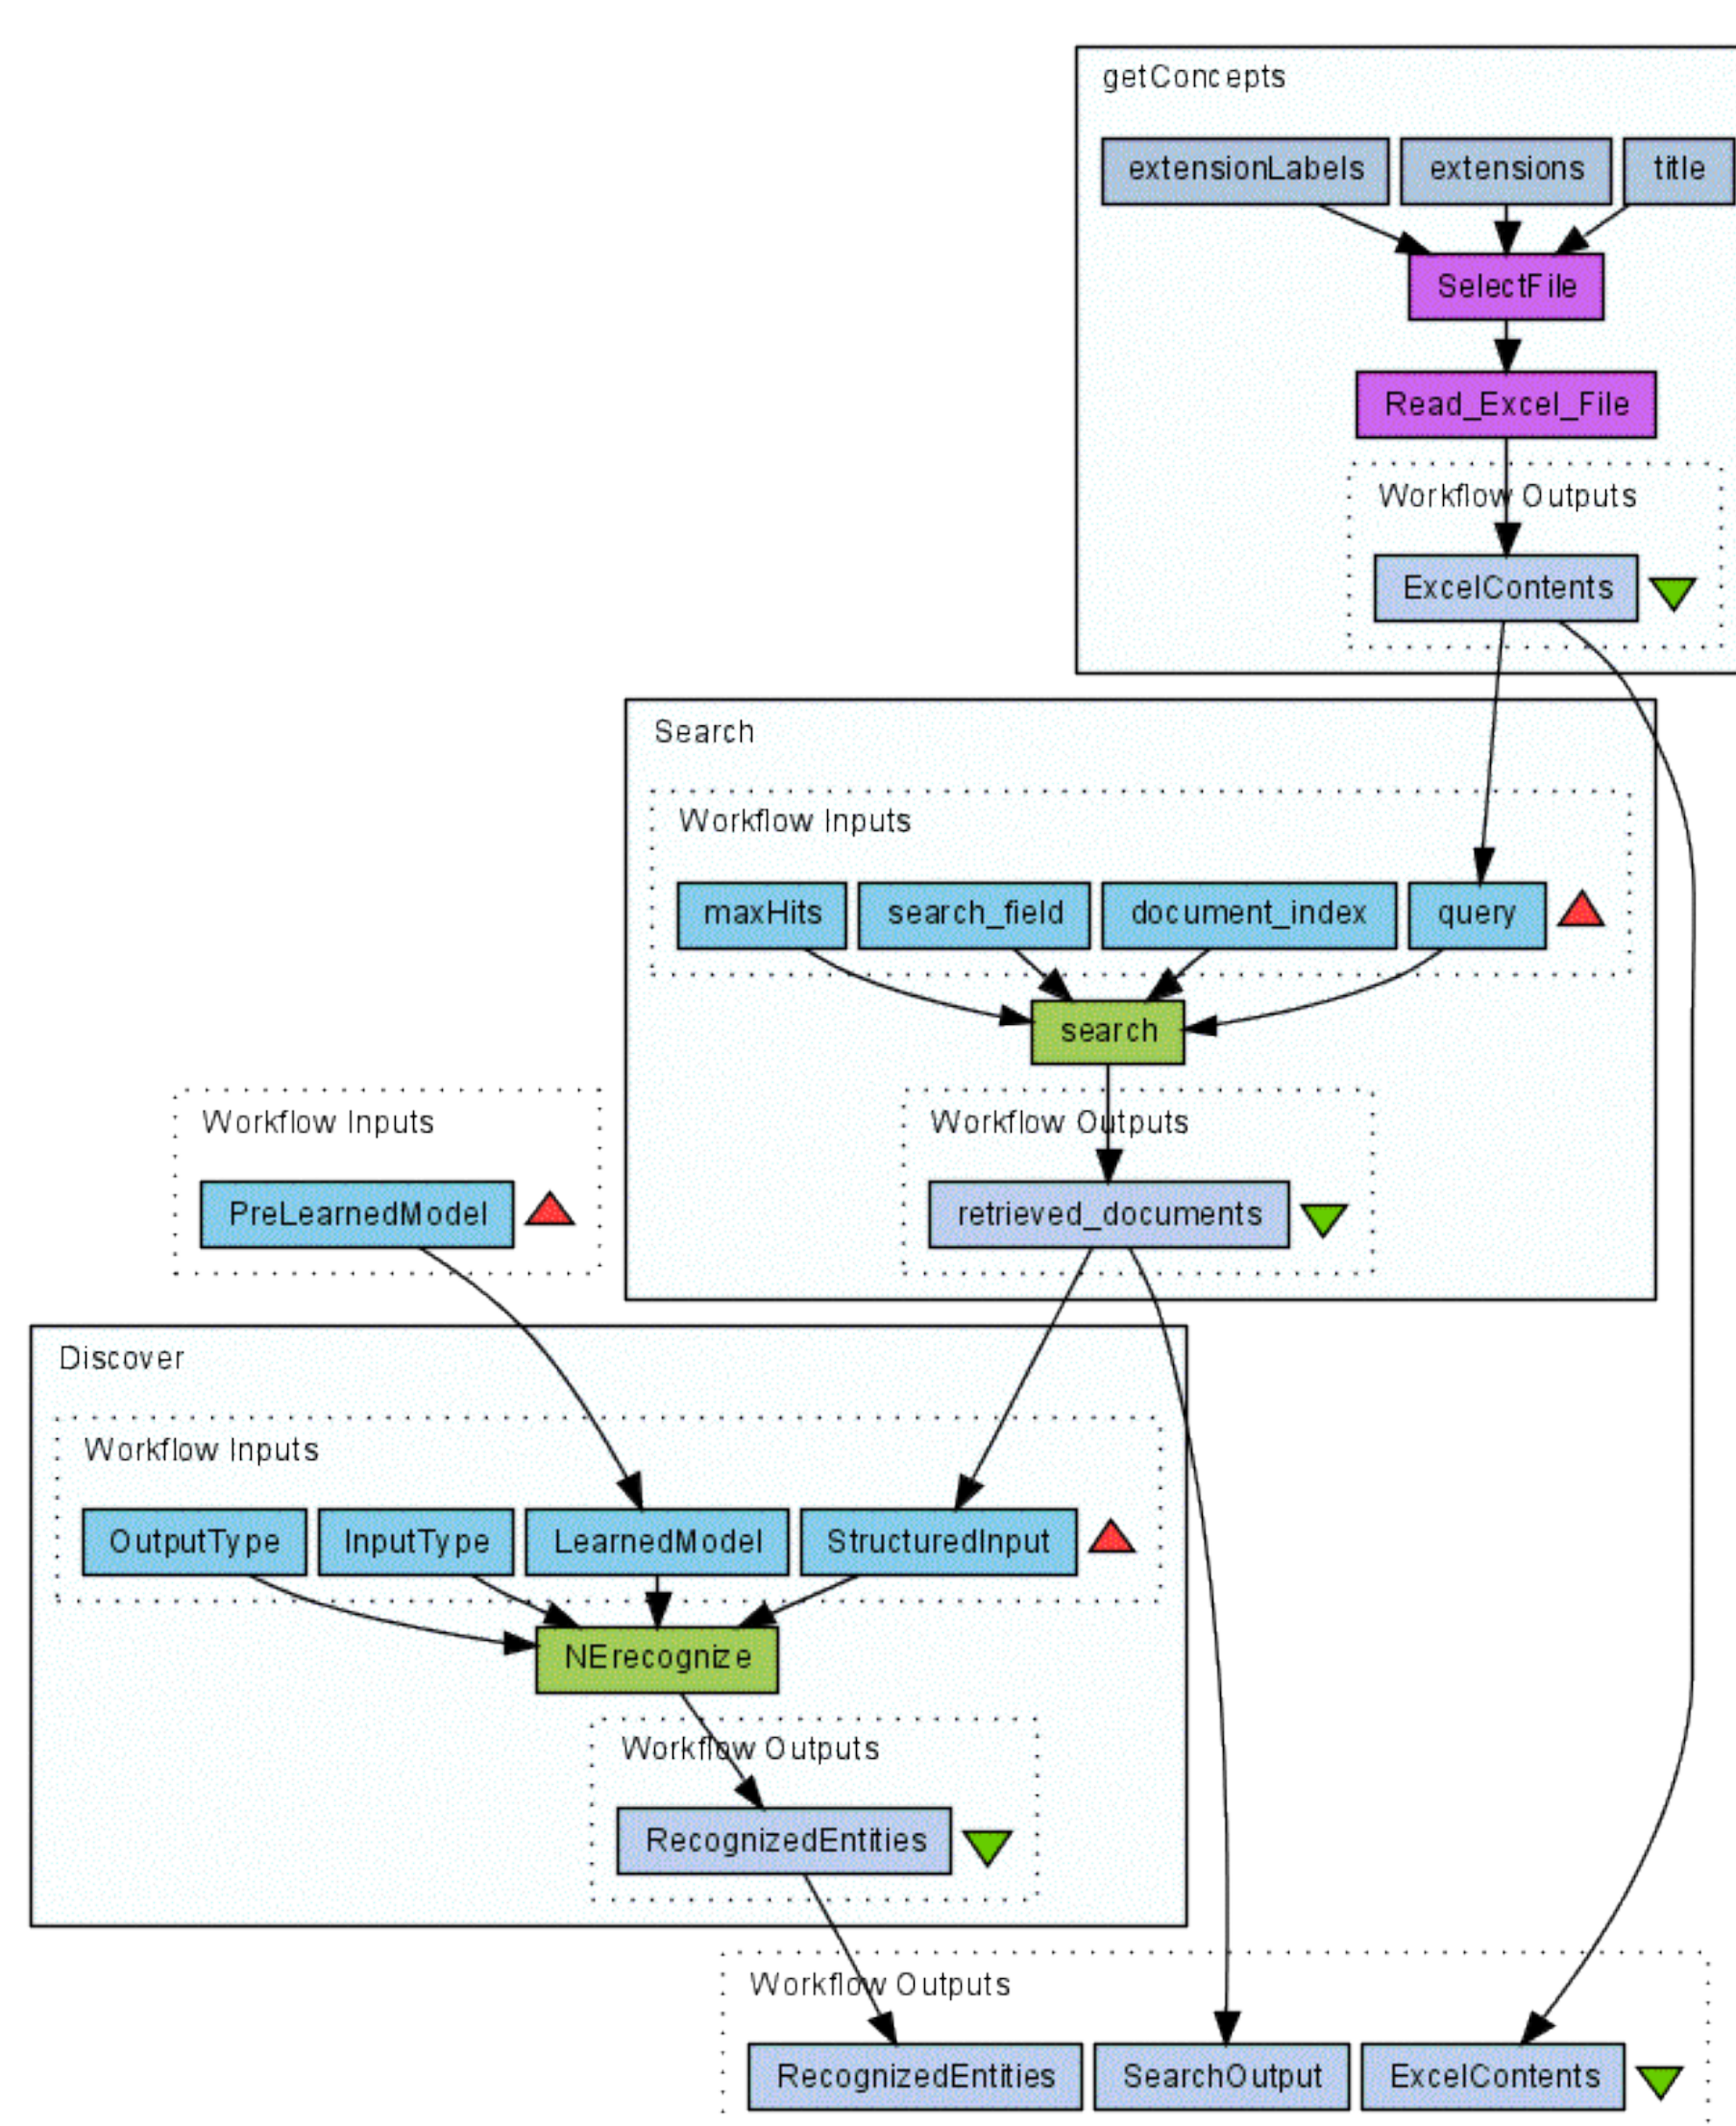 getConcepts
extensionLabels extensions title
SelectFile
Read_Excel_File
Workflow Outputs
ExcelContents
Search
Workflow Inputs
maxHits search_field document_index query
search
Workflow Inputs
Workflow Outputs
PreLearnedModel
retrieved_documents
Discover
Workflow Inputs
OutputType InputType LearnedModel StructuredInput
NErecognize
Workflow Outputs
RecognizedEntities
Workflow Outputs
RecognizedEntities SearchOutput ExcelContents